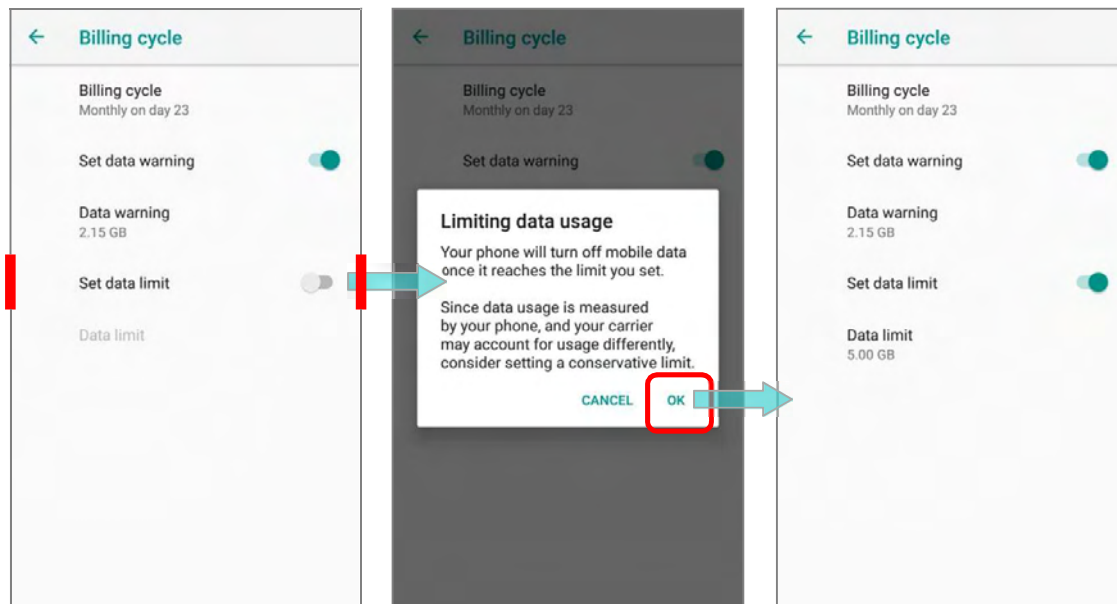 Billing cycle
Billing cycle
Monthly on day 23
Set data warning
Data warning
2.15 GB
Set data limit
Data limit
Billing cycle
Billing cycle
Monthly on day 23
Set data warning
Limiting data usage
Your phone will turn off mobile data
once it reaches the limit you set.
Since data usage is measured
by your phone, and your carrier
may account for usage differently,
consider setting a conservative limit.
CANCEL OK
Billing cycle
Billing cycle
Monthly on day 23
Set data warning
Data warning
2.15 GB
Set data limit
Data limit
5.00 GB